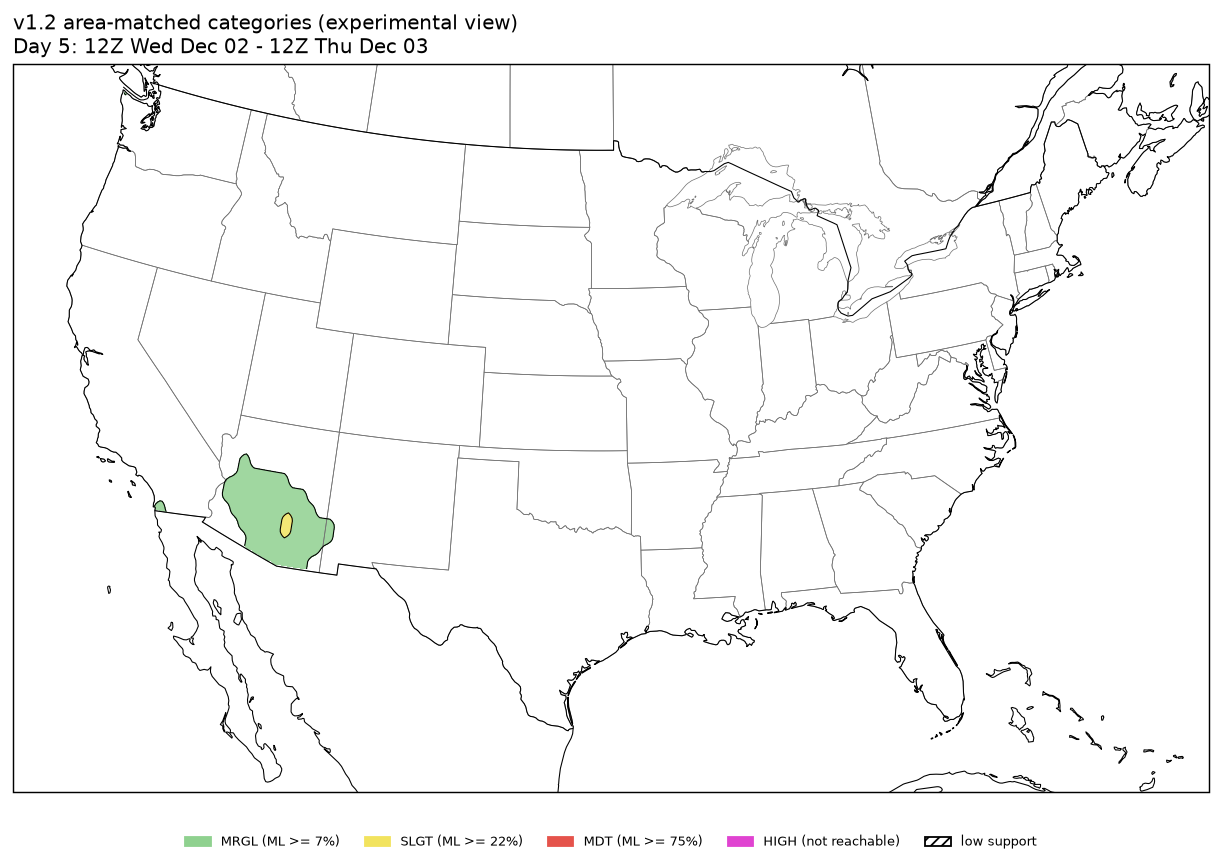 v1.2 area-matched categories (experimental view)
Day 5: 12Z Wed Dec 02 - 12Z Thu Dec 03
MRGL (ML >= 7%) SLGT (ML >= 22%) MDT (ML >= 75%) HIGH (not reachable) low support